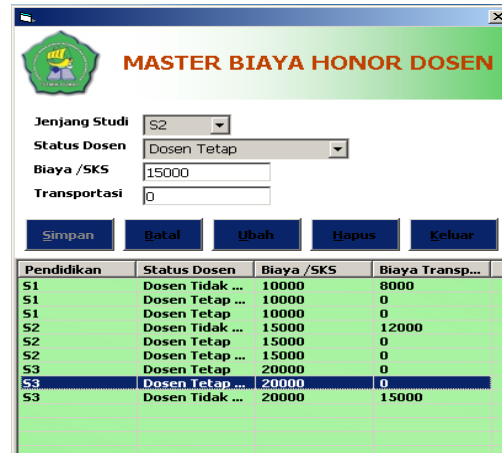 MASTER BIAYA HONOR DOSEN
Jenjang Studi S2
Status Dosen Dosen Tetap
Biaya /SKS 15000
Transportasi 0
Simpan Batal Ubah Hapus Keluar
Pendidikan Status Dosen Biaya /SKS Biaya Transp...
S1 Dosen Tidak ... 10000 8000
S1 Dosen Tetap ... 10000 0
S1 Dosen Tetap 10000 0
S2 Dosen Tidak ... 15000 12000
S2 Dosen Tetap 15000 0
S2 Dosen Tetap ... 15000 0
S3 Dosen Tetap 20000 0
S3 Dosen Tetap ... 20000 0
S3 Dosen Tidak ... 20000 15000